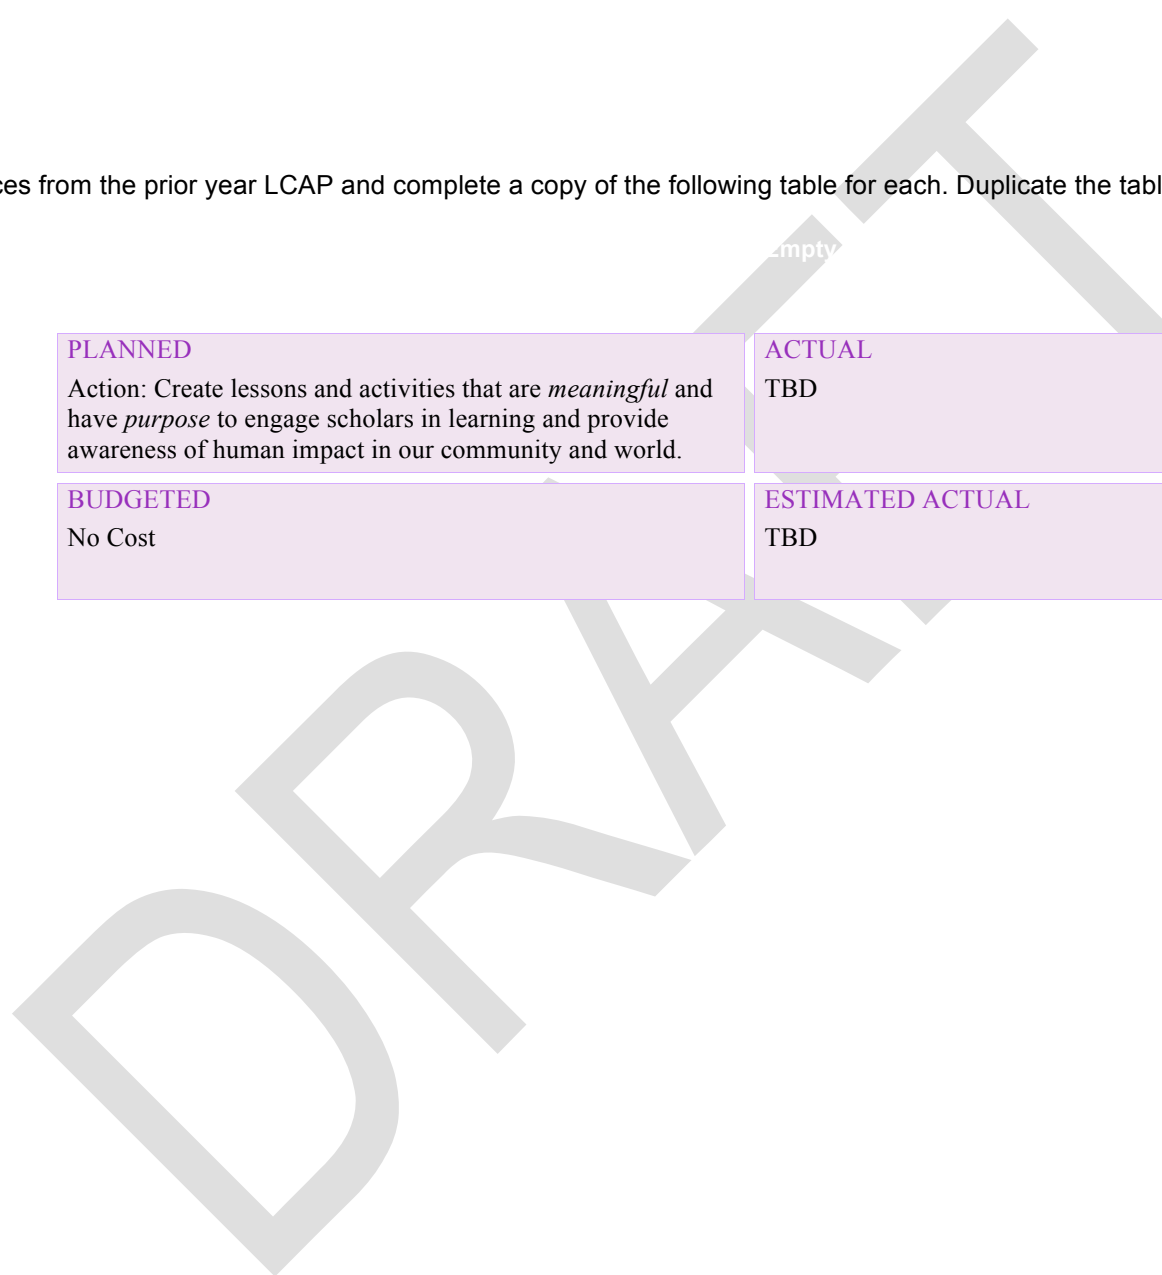 ces from the prior year LCAP and complete a copy of the following table for each. Duplicate the tabl
Empty
PLANNED
Action: Create lessons and activities that are meaningful and
have purpose to engage scholars in learning and provide
awareness of human impact in our community and world.
ACTUAL
TBD
BUDGETED
No Cost
ESTIMATED ACTUAL
TBD
DRAFT